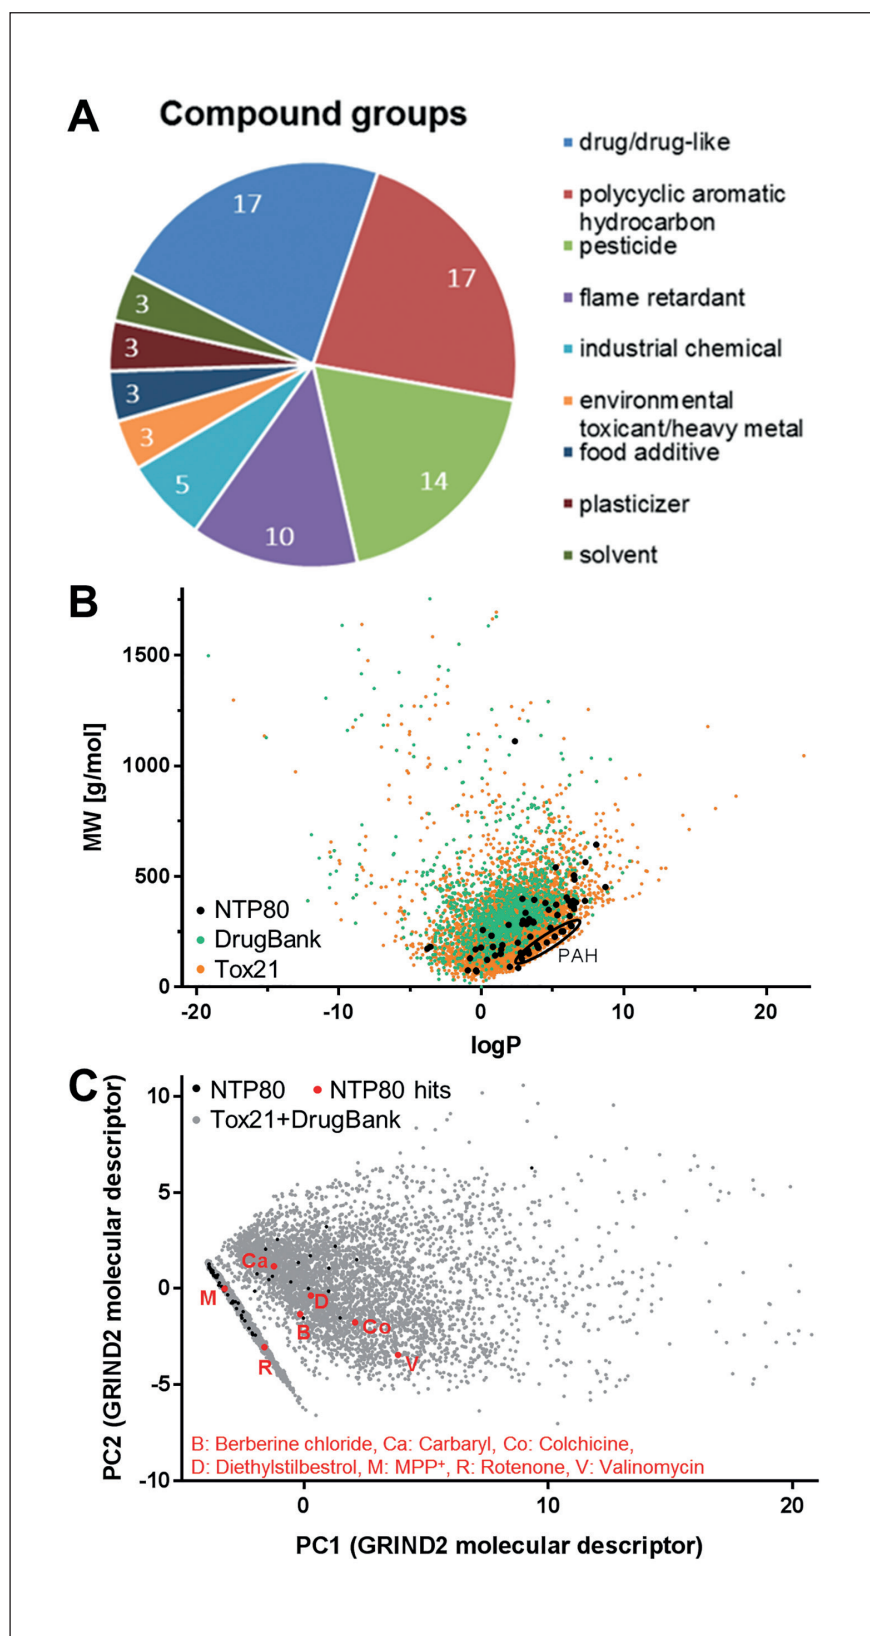 A
Compound groups
17
17
14
10
5
3
3
3
3
drug/drug-like
polycyclic aromatic
hydrocarbon
pesticide
flame retardant
industrial chemical
environmental
toxicant/heavy metal
food additive
plasticizer
solvent
B
MW [g/mol]
1500
1000
500
0
NTP80
DrugBank
Tox21
PAH
-20
-10
0
10
20
logP
C
PC2 (GRIND2 molecular descriptor)
10
5
0
-5
-10
NTP80
NTP80 hits
Tox21+DrugBank
Ca
M
D
B
Co
R
V
B: Berberine chloride, Ca: Carbaryl, Co: Colchicine,
D: Diethylstilbestrol, M: MPP⁺, R: Rotenone, V: Valinomycin
0
10
20
PC1 (GRIND2 molecular descriptor)